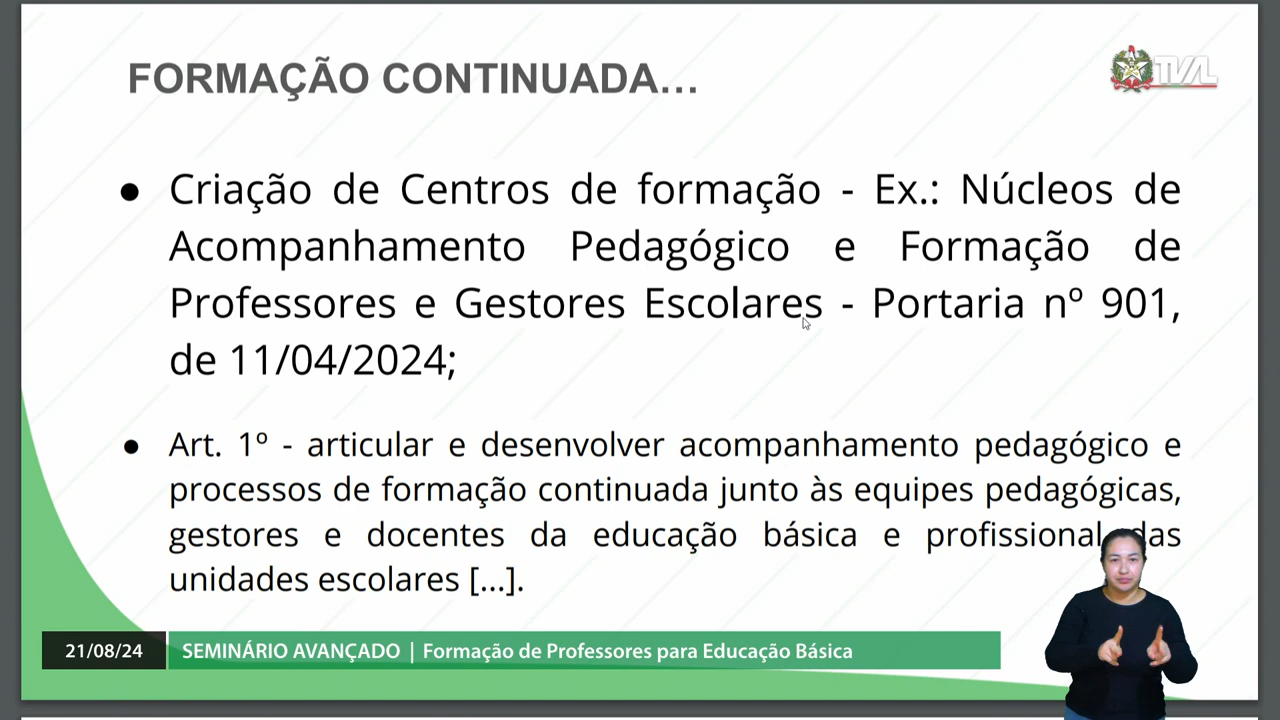 FORMAÇÃO CONTINUADA...
TVAL
● Criação de Centros de formação - Ex.: Núcleos de
Acompanhamento Pedagógico e Formação de
Professores e Gestores Escolares - Portaria nº 901,
de 11/04/2024;
● Art. 1º - articular e desenvolver acompanhamento pedagógico e
processos de formação continuada junto às equipes pedagógicas,
gestores e docentes da educação básica e profissional das
unidades escolares [...].
21/08/24 SEMINÁRIO AVANÇADO | Formação de Professores para Educação Básica